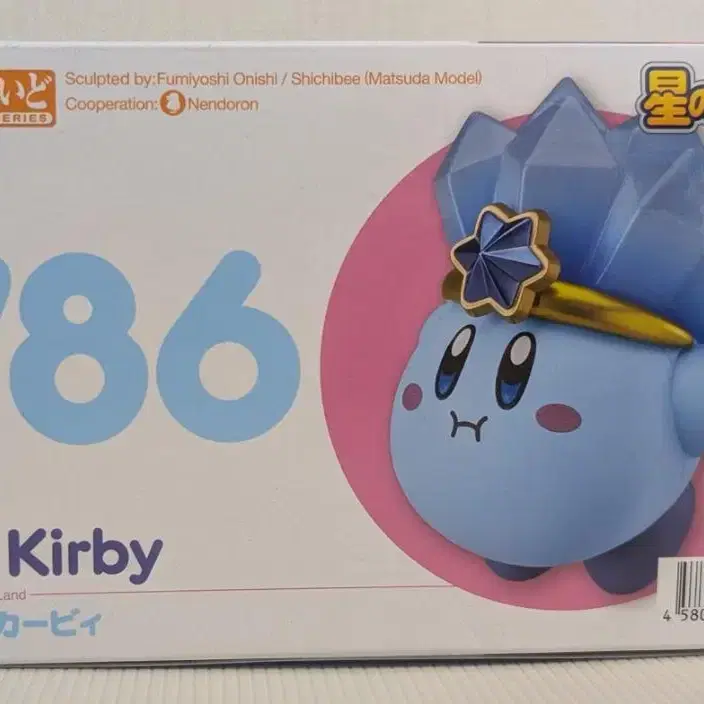 いど
ERIES
Sculpted by:Fumiyoshi Onishi / Shichibee (Matsuda Model)
Cooperation: Nendoron
星の
786
Kirby
Land
カービィ
4 580